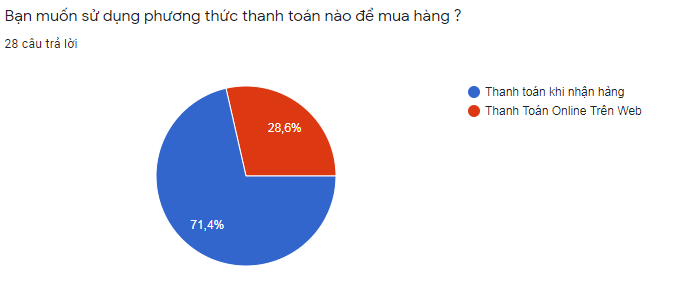 Bạn muốn sử dụng phương thức thanh toán nào để mua hàng ?
28 câu trả lời
Thanh toán khi nhận hàng
Thanh Toán Online Trên Web
28,6%
71,4%